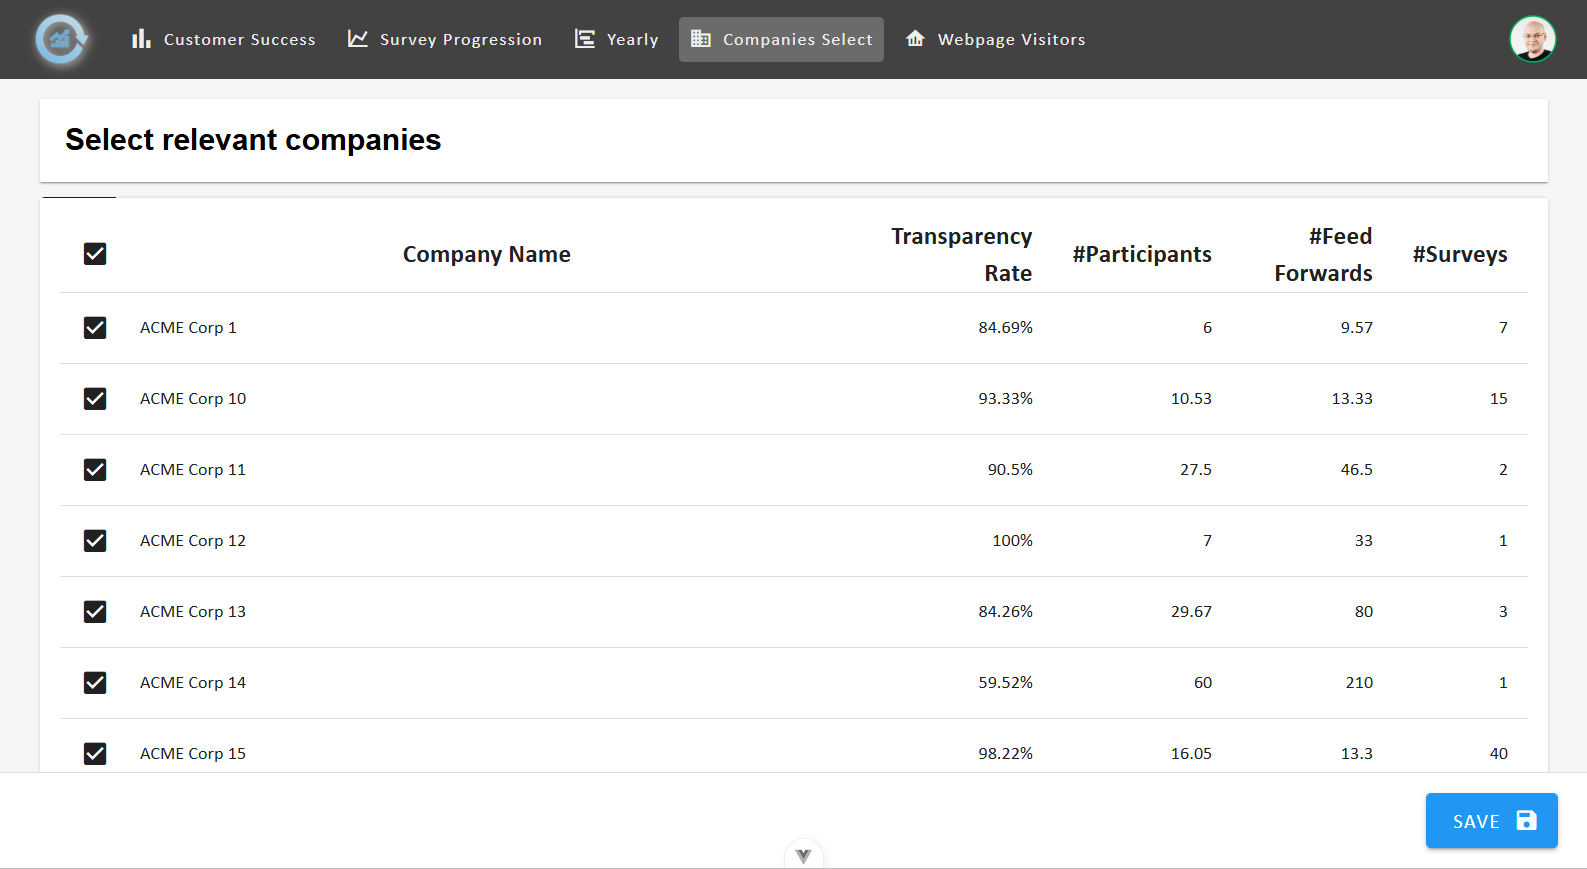 Customer Success Survey Progression Yearly Companies Select Webpage Visitors
Select relevant companies
Company Name Transparency Rate #Participants #Feed Forwards #Surveys
ACME Corp 1 84.69% 6 9.57 7
ACME Corp 10 93.33% 10.53 13.33 15
ACME Corp 11 90.5% 27.5 46.5 2
ACME Corp 12 100% 7 33 1
ACME Corp 13 84.26% 29.67 80 3
ACME Corp 14 59.52% 60 210 1
ACME Corp 15 98.22% 16.05 13.3 40
SAVE